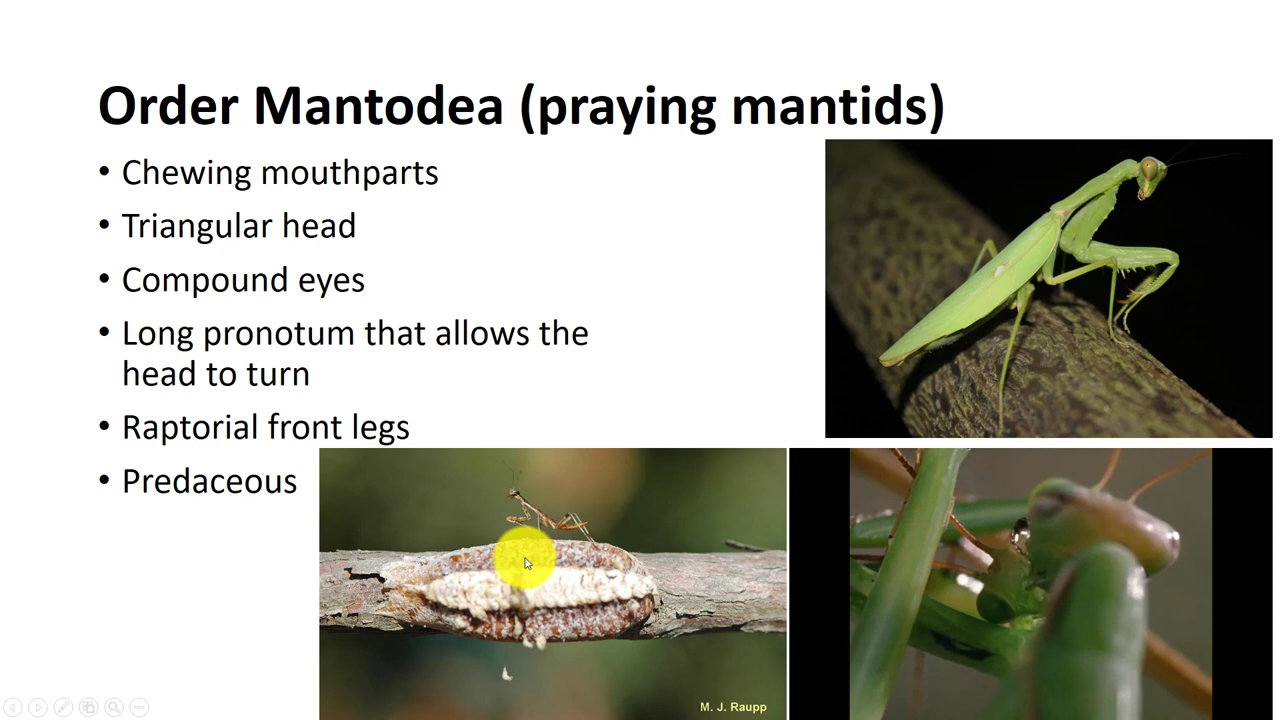 Order Mantodea (praying mantids)
• Chewing mouthparts
• Triangular head
• Compound eyes
• Long pronotum that allows the
head to turn
• Raptorial front legs
• Predaceous
M. J. Raupp